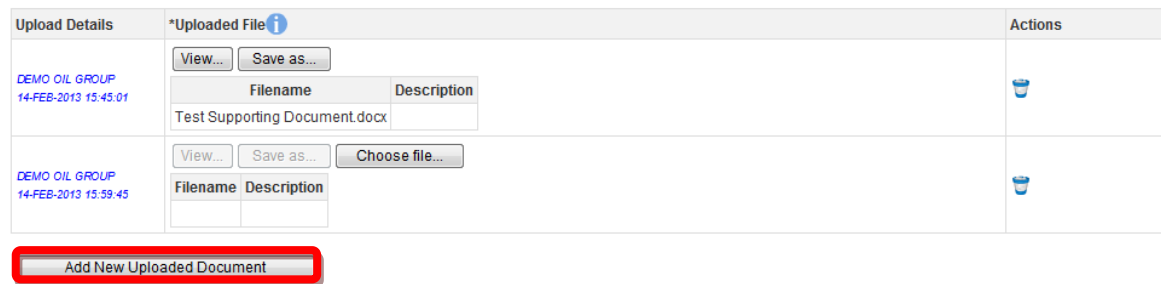 Upload Details *Uploaded File Actions
View... Save as...
DEMO OIL GROUP
14-FEB-2013 15:45:01
Filename Description
Test Supporting Document.docx
View... Save as... Choose file...
DEMO OIL GROUP
14-FEB-2013 15:59:45
Filename Description
Add New Uploaded Document